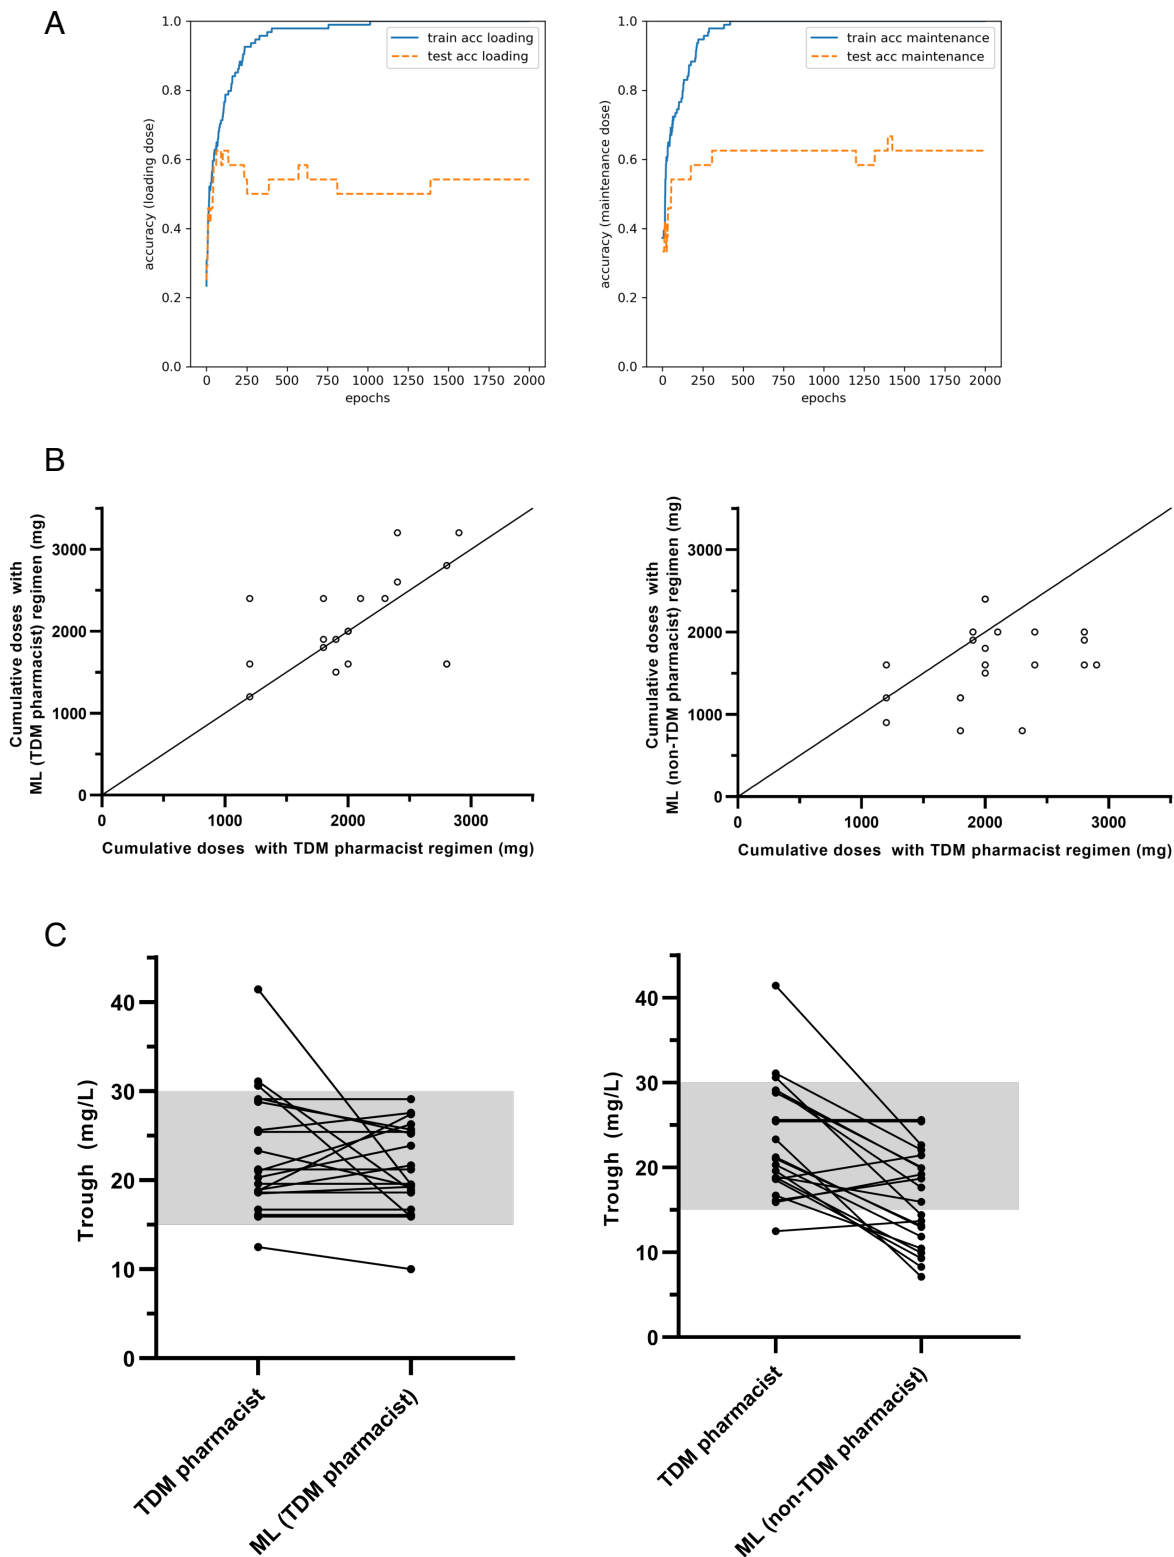 A
accuracy (loading dose)
1.0
0.8
0.6
0.4
0.2
0.0
train acc loading
test acc loading
0 250 500 750 1000 1250 1500 1750 2000
epochs
accuracy (maintenance dose)
1.0
0.8
0.6
0.4
0.2
0.0
train acc maintenance
test acc maintenance
0 250 500 750 1000 1250 1500 1750 2000
epochs
B
Cumulative doses with
ML (TDM pharmacist) regimen (mg)
3000
2000
1000
0
0 1000 2000 3000
Cumulative doses with TDM pharmacist regimen (mg)
Cumulative doses with
ML (non-TDM pharmacist) regimen (mg)
3000
2000
1000
0
0 1000 2000 3000
Cumulative doses with TDM pharmacist regimen (mg)
C
Trough (mg/L)
40
30
20
10
0
TDM pharmacist
ML (TDM pharmacist)
Trough (mg/L)
40
30
20
10
0
TDM pharmacist
ML (non-TDM pharmacist)